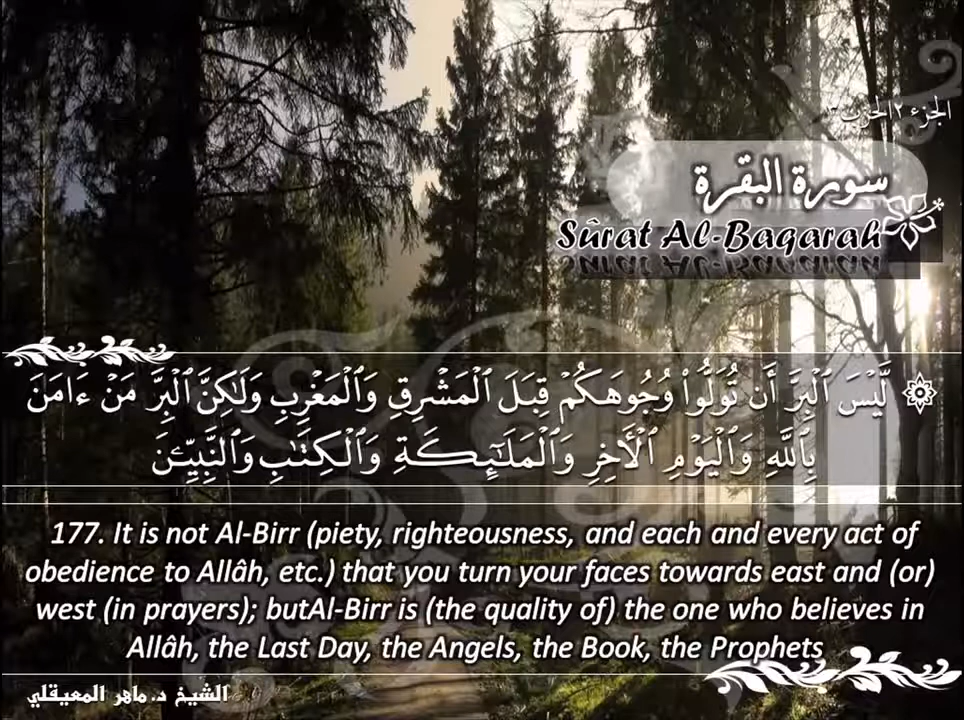 الجزء ٢ الحزب
سورة البقرة
Sûrat Al-Baqarah
لَّيْسَ ٱلْبِرَّ أَن تُوَلُّوا۟ وُجُوهَكُمْ قِبَلَ ٱلْمَشْرِقِ وَٱلْمَغْرِبِ وَلَٰكِنَّ ٱلْبِرَّ مَنْ ءَامَنَ
بِٱللَّهِ وَٱلْيَوْمِ ٱلْأَخِرِ وَٱلْمَلَٰٓئِكَةِ وَٱلْكِتَٰبِ وَٱلنَّبِيِّـۧنَ
177. It is not Al-Birr (piety, righteousness, and each and every act of
obedience to Allâh, etc.) that you turn your faces towards east and (or)
west (in prayers); butAl-Birr is (the quality of) the one who believes in
Allâh, the Last Day, the Angels, the Book, the Prophets
الشيخ د. ماهر المعيقلي